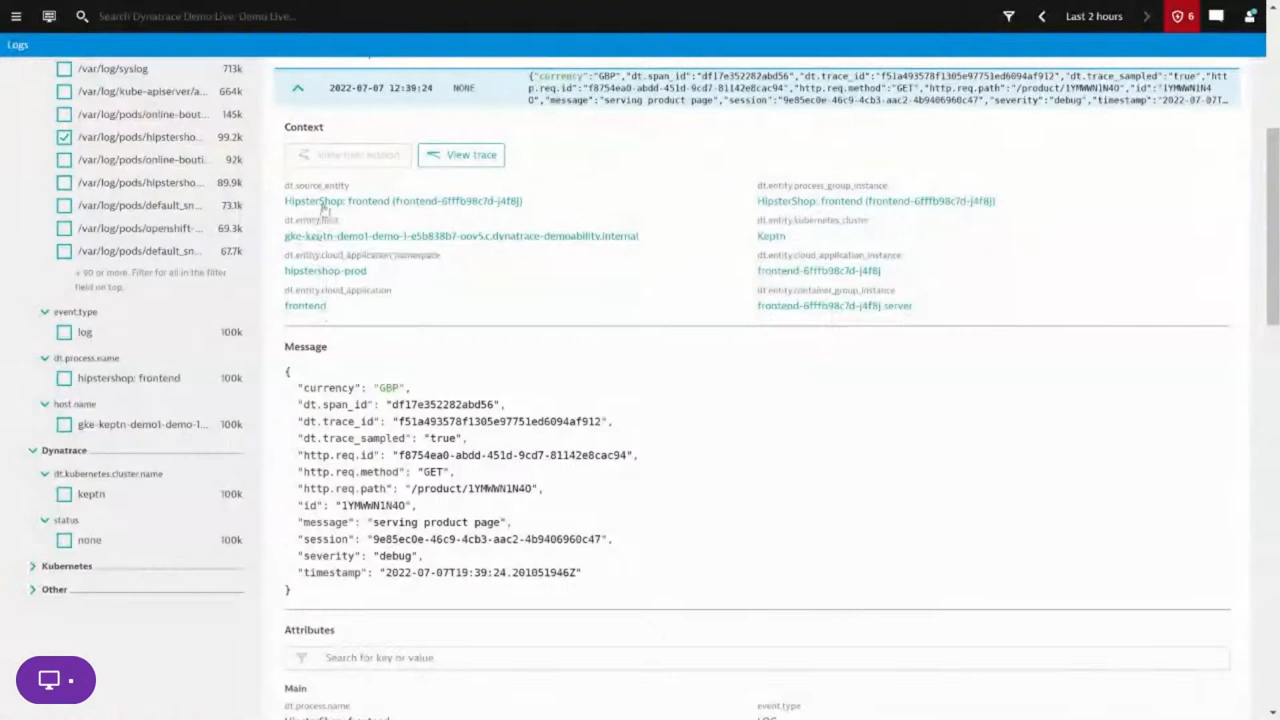 Search Dynatrace Demo Live: Demo Live...
Last 2 hours
6
Logs
/var/log/syslog 713k
/var/log/kube-apiserver/a... 664k
/var/log/pods/online-bout... 145k
/var/log/pods/hipstersho... 99.2k
/var/log/pods/online-bouti... 92k
/var/log/pods/hipstersho... 89.9k
/var/log/pods/default_sn... 73.1k
/var/log/pods/openshift-... 69.3k
/var/log/pods/default_sn... 67.7k
+ 90 or more. Filter for all in the filter
field on top.
event.type
log 100k
dt.process.name
hipstershop: frontend 100k
host.name
gke-keptn-demo1-demo-1... 100k
Dynatrace
dt.kubernetes.cluster.name
keptn 100k
status
none 100k
Kubernetes
Other
2022-07-07 12:39:24 NONE
{"currency":"GBP","dt.span_id":"df17e352282abd56","dt.trace_id":"f51a493578f1305e97751ed6094af912","dt.trace_sampled":"true","htt
p.req.id":"f8754ea0-abdd-451d-9cd7-81142e8cac94","http.req.method":"GET","http.req.path":"/product/1YMWWN1N4O","id":"1YMWWN1N4
O","message":"serving product page","session":"9e85ec0e-46c9-4cb3-aac2-4b9406960c47","severity":"debug","timestamp":"2022-07-07T...
Context
View trace
dt.source_entity
HipsterShop: frontend (frontend-6fffb98c7d-j4f8j)
dt.entity.process_group_instance
HipsterShop: frontend (frontend-6fffb98c7d-j4f8j)
dt.entity.host
gke-keptn-demo1-demo-1-e5b838b7-oov5.c.dynatrace-demoability.internal
dt.entity.kubernetes_cluster
Keptn
dt.entity.cloud_application_namespace
hipstershop-prod
dt.entity.cloud_application_instance
frontend-6fffb98c7d-j4f8j
dt.entity.cloud_application
frontend
dt.entity.container_group_instance
frontend-6fffb98c7d-j4f8j server
Message
{
"currency": "GBP",
"dt.span_id": "df17e352282abd56",
"dt.trace_id": "f51a493578f1305e97751ed6094af912",
"dt.trace_sampled": "true",
"http.req.id": "f8754ea0-abdd-451d-9cd7-81142e8cac94",
"http.req.method": "GET",
"http.req.path": "/product/1YMWWN1N4O",
"id": "1YMWWN1N4O",
"message": "serving product page",
"session": "9e85ec0e-46c9-4cb3-aac2-4b9406960c47",
"severity": "debug",
"timestamp": "2022-07-07T19:39:24.201051946Z"
}
Attributes
Search for key or value
Main
dt.process.name
event.type